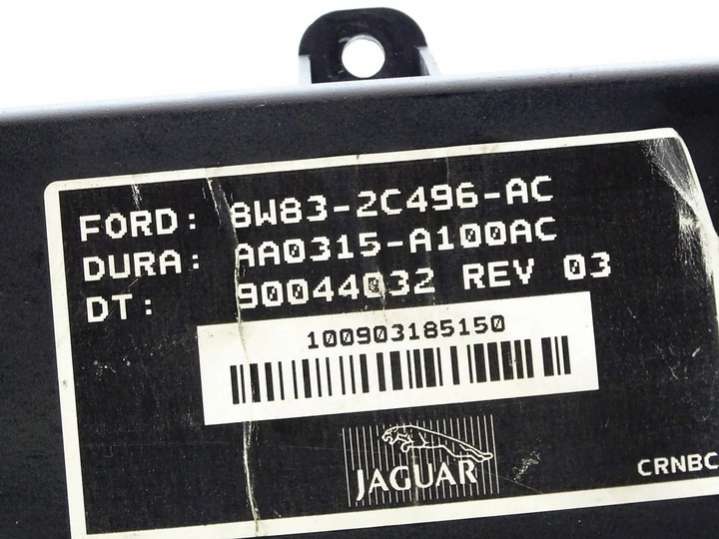 FORD: 8W83-2C496-AC
DURA: AA0315-A100AC
DT: 90044032 REV 03
100903185150
JAGUAR
CRNBC